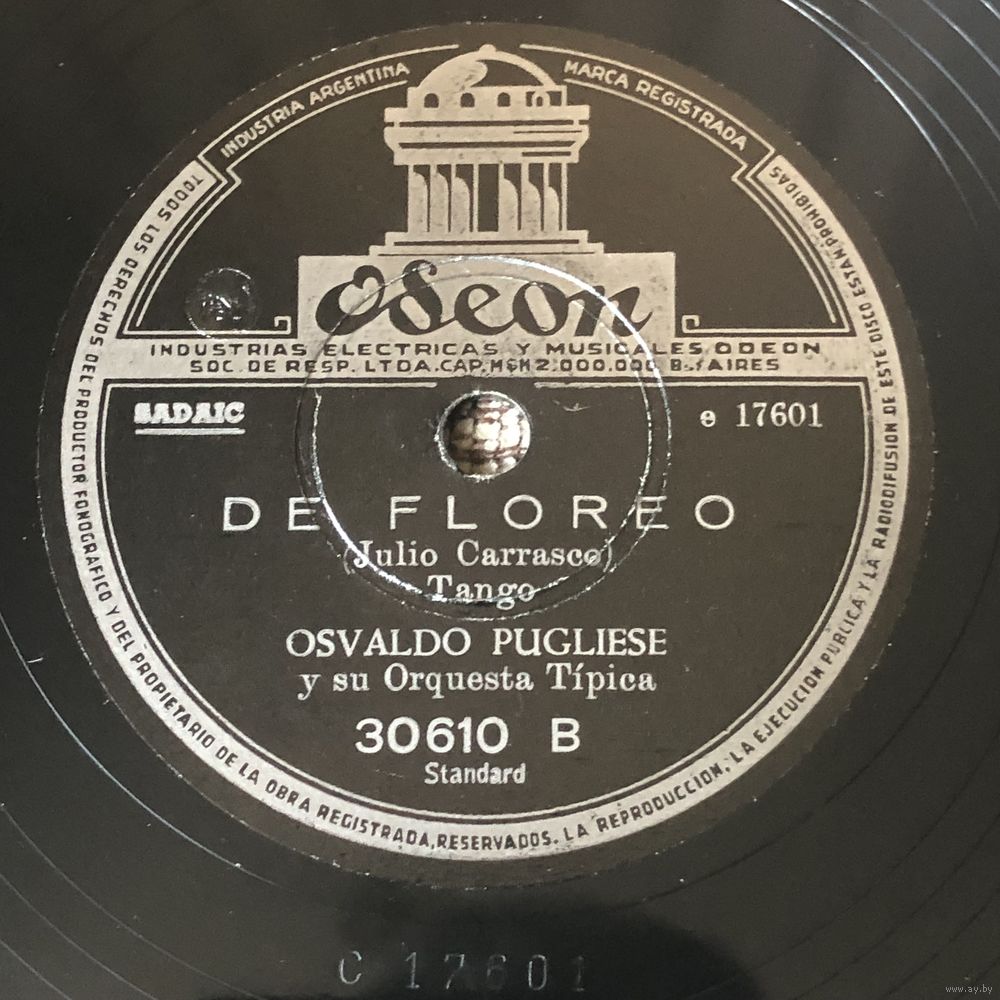 INDUSTRIA ARGENTINA
MARCA REGISTRADA
Odeon
INDUSTRIAS ELECTRICAS Y MUSICALES ODEON
SOC. DE RESP. LTDA. CAP. M$N 2.000.000 B. AIRES
SADAIC
e 17601
DE FLOREO
(Julio Carrasco)
Tango
OSVALDO PUGLIESE
y su Orquesta Típica
30610 B
Standard
TODOS LOS DERECHOS DEL PRODUCTOR FONOGRAFICO Y DEL PROPIETARIO DE LA OBRA REGISTRADA, RESERVADOS. LA REPRODUCCION, LA EJECUCION PUBLICA Y LA RADIODIFUSION DE ESTE DISCO ESTAN PROHIBIDAS
C 17601
www.ay.by